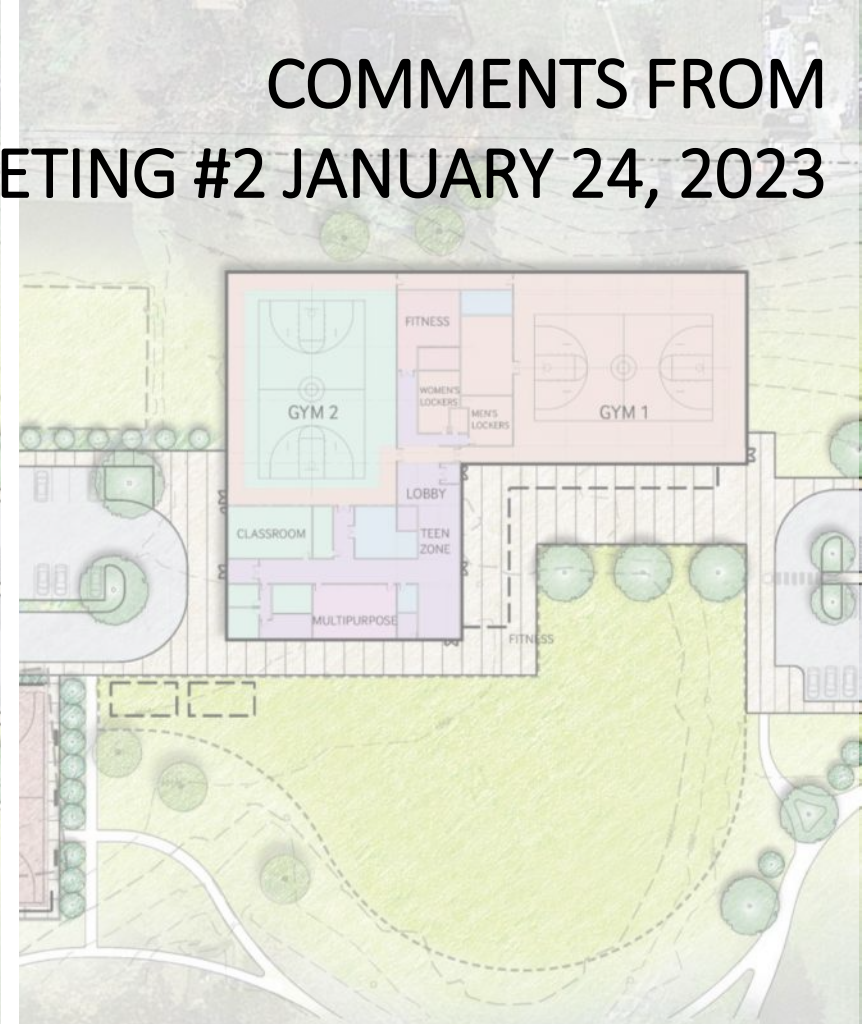 COMMENTS FROM
ETING #2 JANUARY 24, 2023
FITNESS
WOMEN'S
LOCKERS
MEN'S
LOCKERS
GYM 2
GYM 1
LOBBY
CLASSROOM
TEEN
ZONE
MULTIPURPOSE
FITNESS